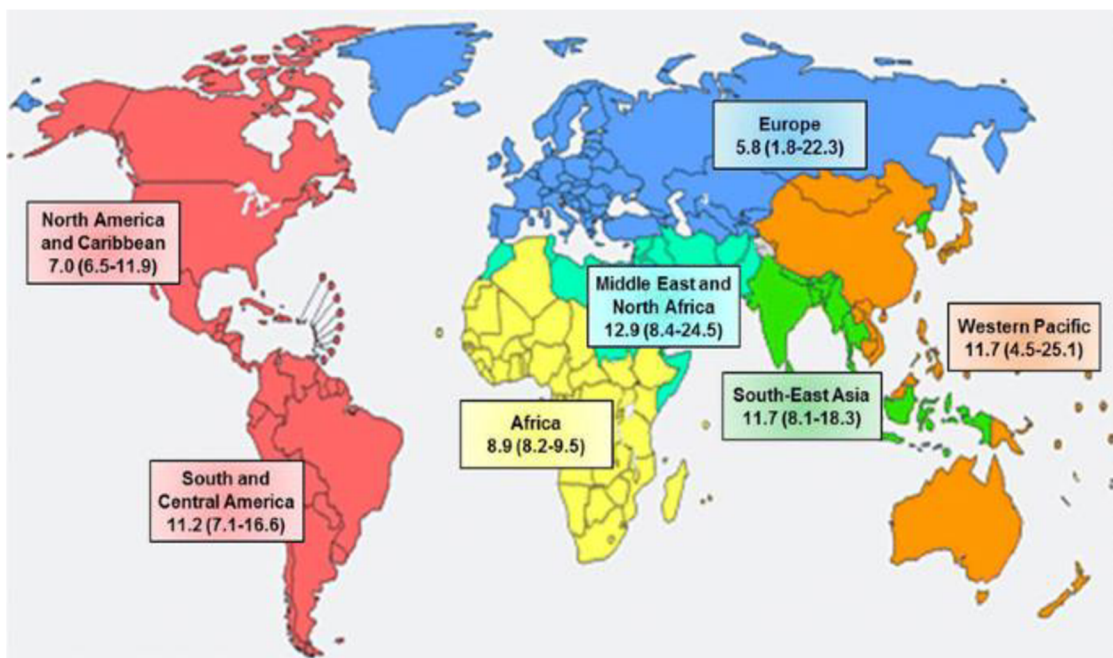 Europe
5.8 (1.8-22.3)
North America
and Caribbean
7.0 (6.5-11.9)
Middle East and
North Africa
12.9 (8.4-24.5)
Western Pacific
11.7 (4.5-25.1)
South-East Asia
11.7 (8.1-18.3)
Africa
8.9 (8.2-9.5)
South and
Central America
11.2 (7.1-16.6)